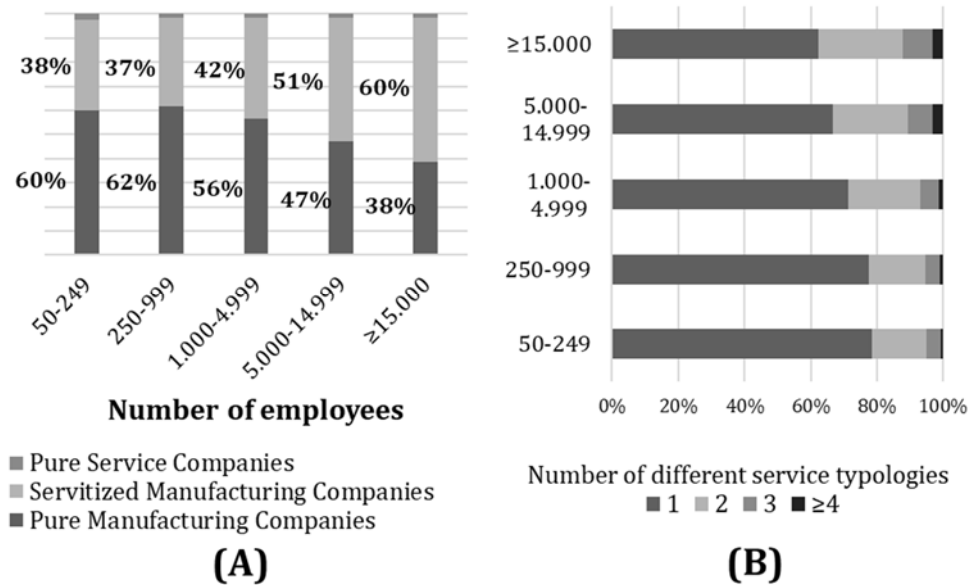 38%
37%
42%
51%
60%
60%
62%
56%
47%
38%
50-249
250-999
1.000-4.999
5.000-14.999
≥15.000
Number of employees
Pure Service Companies
Servitized Manufacturing Companies
Pure Manufacturing Companies
(A)
≥15.000
5.000-
14.999
1.000-
4.999
250-999
50-249
0% 20% 40% 60% 80% 100%
Number of different service typologies
1 2 3 ≥4
(B)